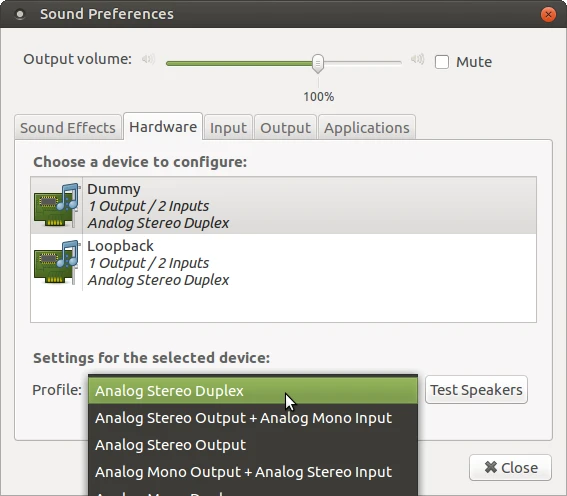 Sound Preferences
Output volume:
Mute
100%
Sound Effects
Hardware
Input
Output
Applications
Choose a device to configure:
Dummy
1 Output / 2 Inputs
Analog Stereo Duplex
Loopback
1 Output / 2 Inputs
Analog Stereo Duplex
Settings for the selected device:
Profile:
Analog Stereo Duplex
Test Speakers
Analog Stereo Output + Analog Mono Input
Analog Stereo Output
Analog Mono Output + Analog Stereo Input
Close